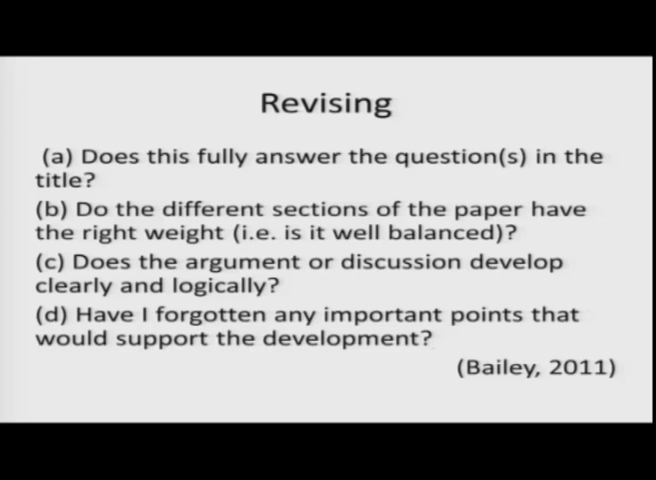 Revising
(a) Does this fully answer the question(s) in the
title?
(b) Do the different sections of the paper have
the right weight (i.e. is it well balanced)?
(c) Does the argument or discussion develop
clearly and logically?
(d) Have I forgotten any important points that
would support the development?
(Bailey, 2011)